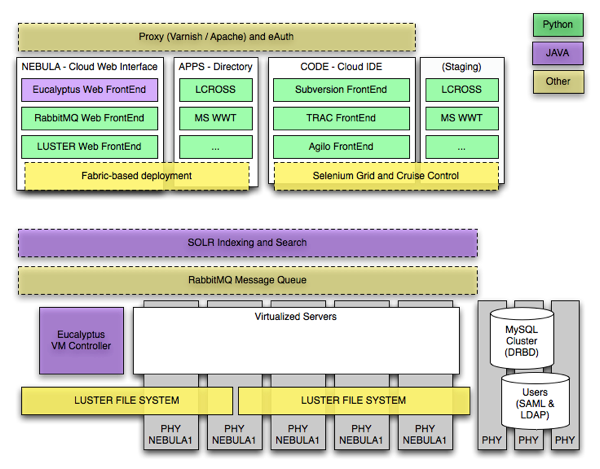 Proxy (Varnish / Apache) and eAuth
Python
JAVA
Other
NEBULA - Cloud Web Interface
Eucalyptus Web FrontEnd
RabbitMQ Web FrontEnd
LUSTER Web FrontEnd
APPS - Directory
LCROSS
MS WWT
...
CODE - Cloud IDE
Subversion FrontEnd
TRAC FrontEnd
Agilo FrontEnd
(Staging)
LCROSS
MS WWT
...
Fabric-based deployment
Selenium Grid and Cruise Control
SOLR Indexing and Search
RabbitMQ Message Queue
Eucalyptus
VM Controller
Virtualized Servers
MySQL
Cluster
(DRBD)
Users
(SAML &
LDAP)
LUSTER FILE SYSTEM
LUSTER FILE SYSTEM
PHY
NEBULA1
PHY
NEBULA1
PHY
NEBULA1
PHY
NEBULA1
PHY
NEBULA1
PHY
PHY
PHY